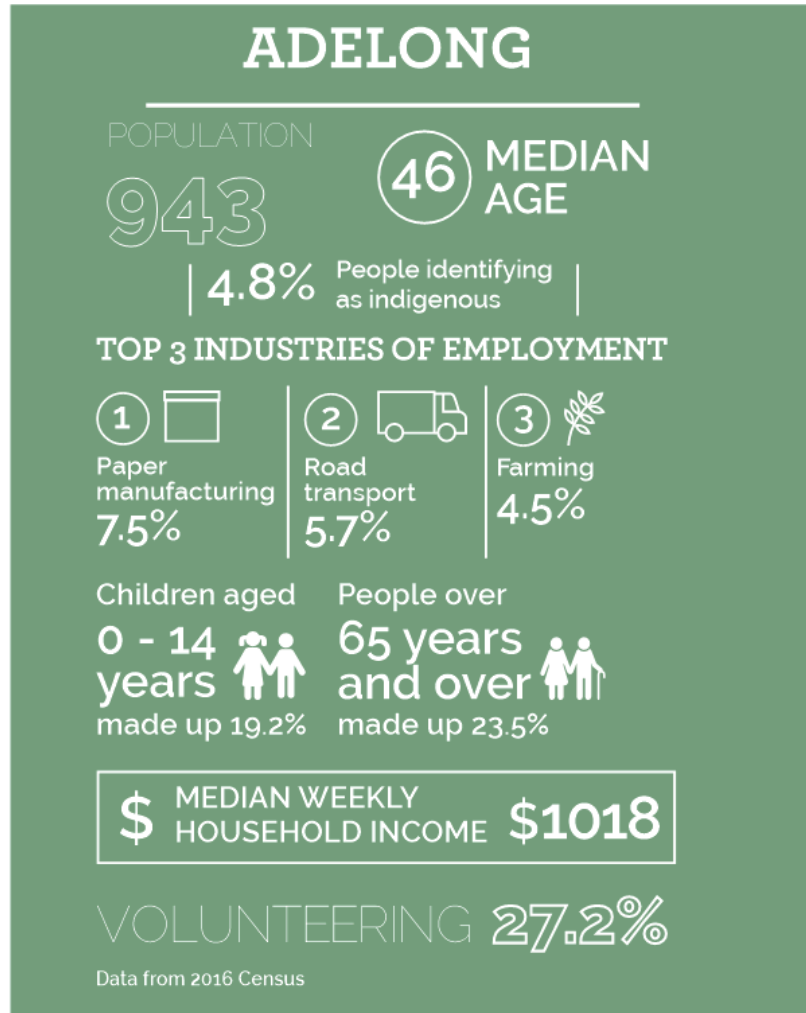 ADELONG
POPULATION
943
46
MEDIAN
AGE
4.8%
People identifying
as indigenous
TOP 3 INDUSTRIES OF EMPLOYMENT
1
Paper
manufacturing
7.5%
2
Road
transport
5.7%
3
Farming
4.5%
Children aged
0 - 14
years
made up 19.2%
People over
65 years
and over
made up 23.5%
$
MEDIAN WEEKLY
HOUSEHOLD INCOME
$1018
VOLUNTEERING 27.2%
Data from 2016 Census